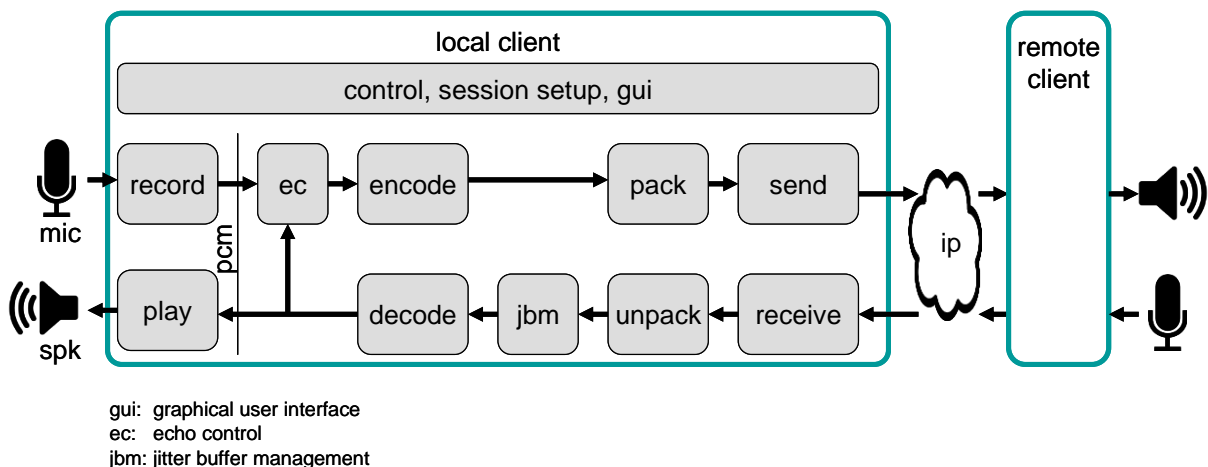 local client
remote
client
control, session setup, gui
record
ec
encode
pack
send
mic
pcm
ip
play
decode
jbm
unpack
receive
spk
gui: graphical user interface
ec: echo control
jbm: jitter buffer management